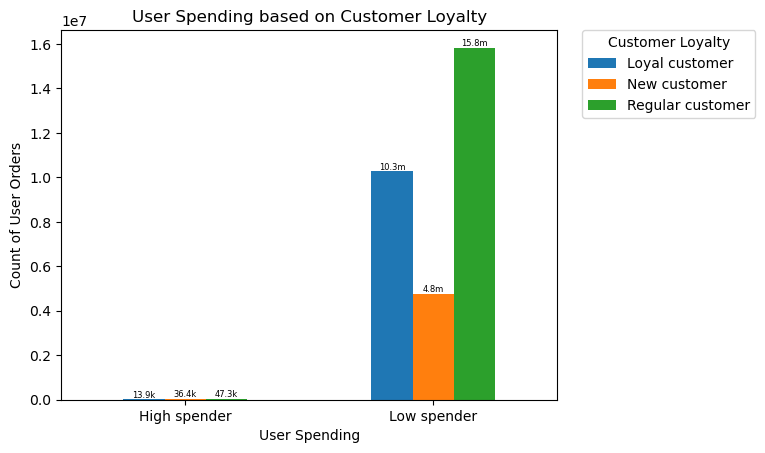 User Spending based on Customer Loyalty
1e7
Customer Loyalty
Loyal customer
New customer
Regular customer
Count of User Orders
1.6
1.4
1.2
1.0
0.8
0.6
0.4
0.2
0.0
13.9k
36.4k
47.3k
10.3m
4.8m
15.8m
High spender
Low spender
User Spending